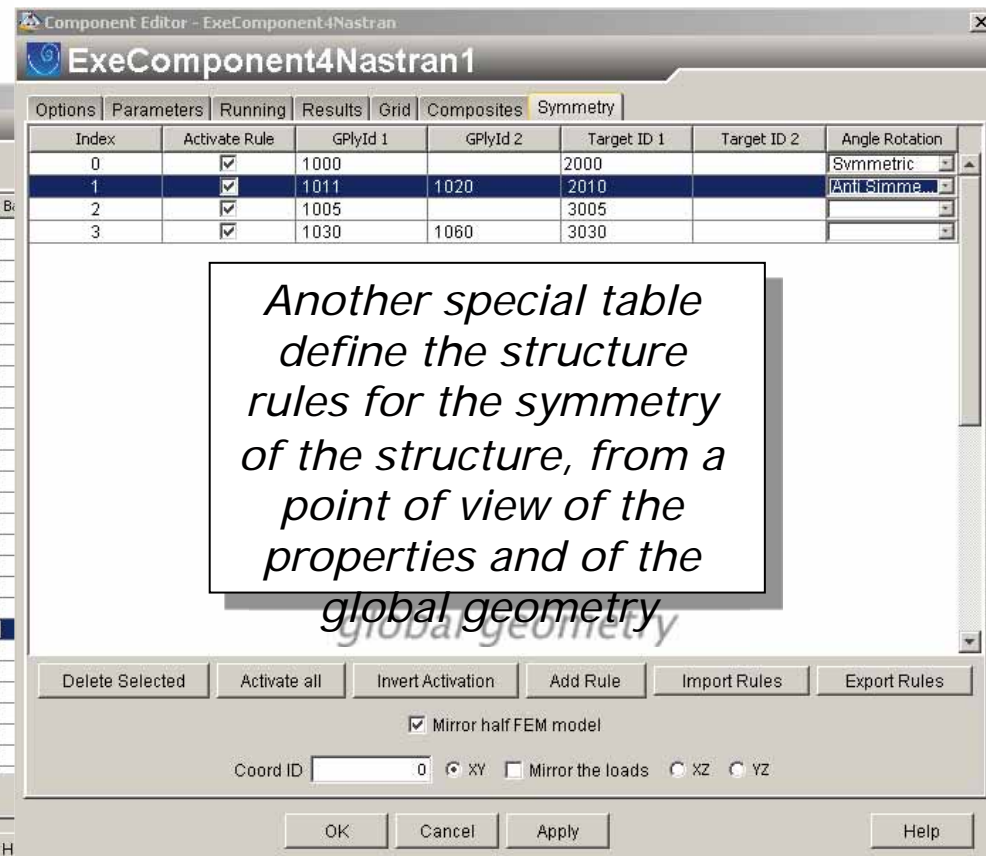 Component Editor - ExeComponent4Nastran
ExeComponent4Nastran1
Options Parameters Running Results Grid Composites Symmetry
Index Activate Rule GPlyId 1 GPlyId 2 Target ID 1 Target ID 2 Angle Rotation
0 1000 2000 Symmetric
1 1011 1020 2010 Anti Simme...
2 1005 3005
3 1030 1060 3030
Another special table
define the structure
rules for the symmetry
of the structure, from a
point of view of the
properties and of the
global geometry
Delete Selected Activate all Invert Activation Add Rule Import Rules Export Rules
Mirror half FEM model
Coord ID 0 XY Mirror the loads XZ YZ
OK Cancel Apply Help